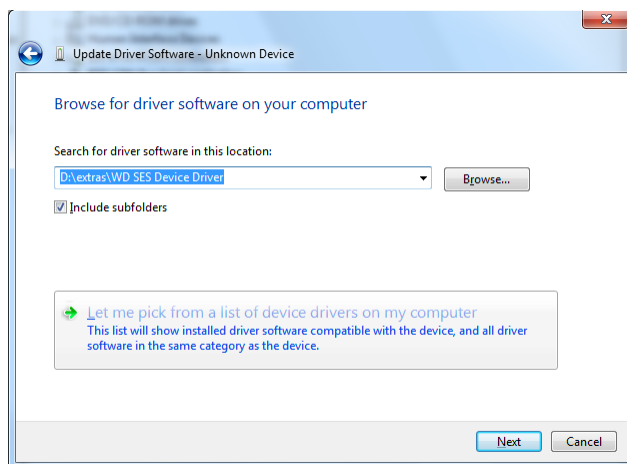 Update Driver Software - Unknown Device
Browse for driver software on your computer
Search for driver software in this location:
D:\extras\WD SES Device Driver
Browse...
Include subfolders
Let me pick from a list of device drivers on my computer
This list will show installed driver software compatible with the device, and all driver
software in the same category as the device.
Next
Cancel